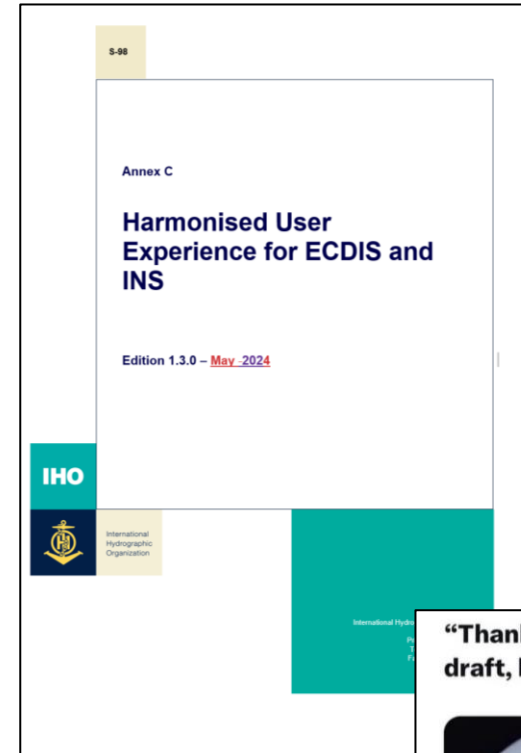 S-98
Annex C
Harmonised User
Experience for ECDIS and
INS
Edition 1.3.0 – May -2024
IHO
International
Hydrographic
Organization
International
“Than
draft,